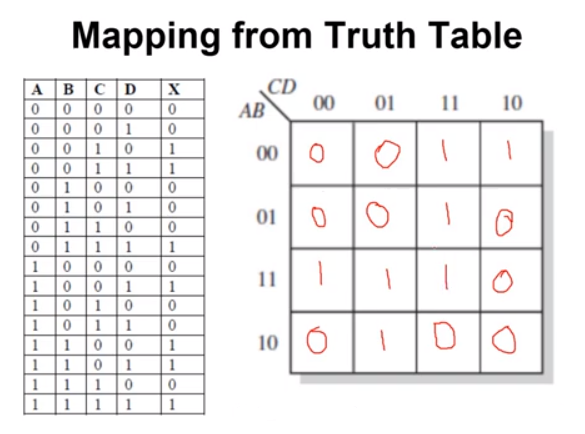 Mapping from Truth Table
A B C D X
0 0 0 0 0
0 0 0 1 0
0 0 1 0 1
0 0 1 1 1
0 1 0 0 0
0 1 0 1 0
0 1 1 0 0
0 1 1 1 1
1 0 0 0 0
1 0 0 1 1
1 0 1 0 0
1 0 1 1 0
1 1 0 0 1
1 1 0 1 1
1 1 1 0 0
1 1 1 1 1
CD
AB 00 01 11 10
00 0 0 1 1
01 0 0 1 0
11 1 1 1 0
10 0 1 0 0